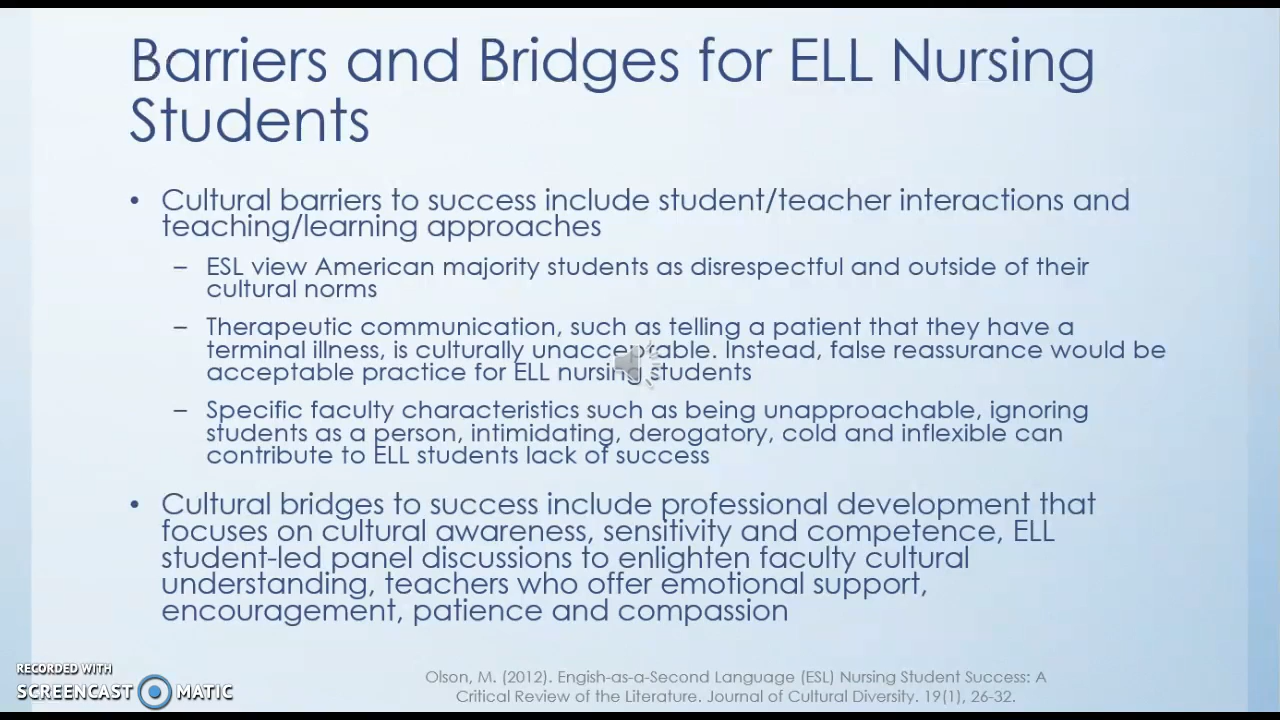 Barriers and Bridges for ELL Nursing
Students
• Cultural barriers to success include student/teacher interactions and
teaching/learning approaches
– ESL view American majority students as disrespectful and outside of their
cultural norms
– Therapeutic communication, such as telling a patient that they have a
terminal illness, is culturally unacceptable. Instead, false reassurance would be
acceptable practice for ELL nursing students
– Specific faculty characteristics such as being unapproachable, ignoring
students as a person, intimidating, derogatory, cold and inflexible can
contribute to ELL students lack of success
• Cultural bridges to success include professional development that
focuses on cultural awareness, sensitivity and competence, ELL
student-led panel discussions to enlighten faculty cultural
understanding, teachers who offer emotional support,
encouragement, patience and compassion
Olson, M. (2012). Engish-as-a-Second Language (ESL) Nursing Student Success: A
Critical Review of the Literature. Journal of Cultural Diversity. 19(1), 26-32.
RECORDED WITH
SCREENCAST MATIC